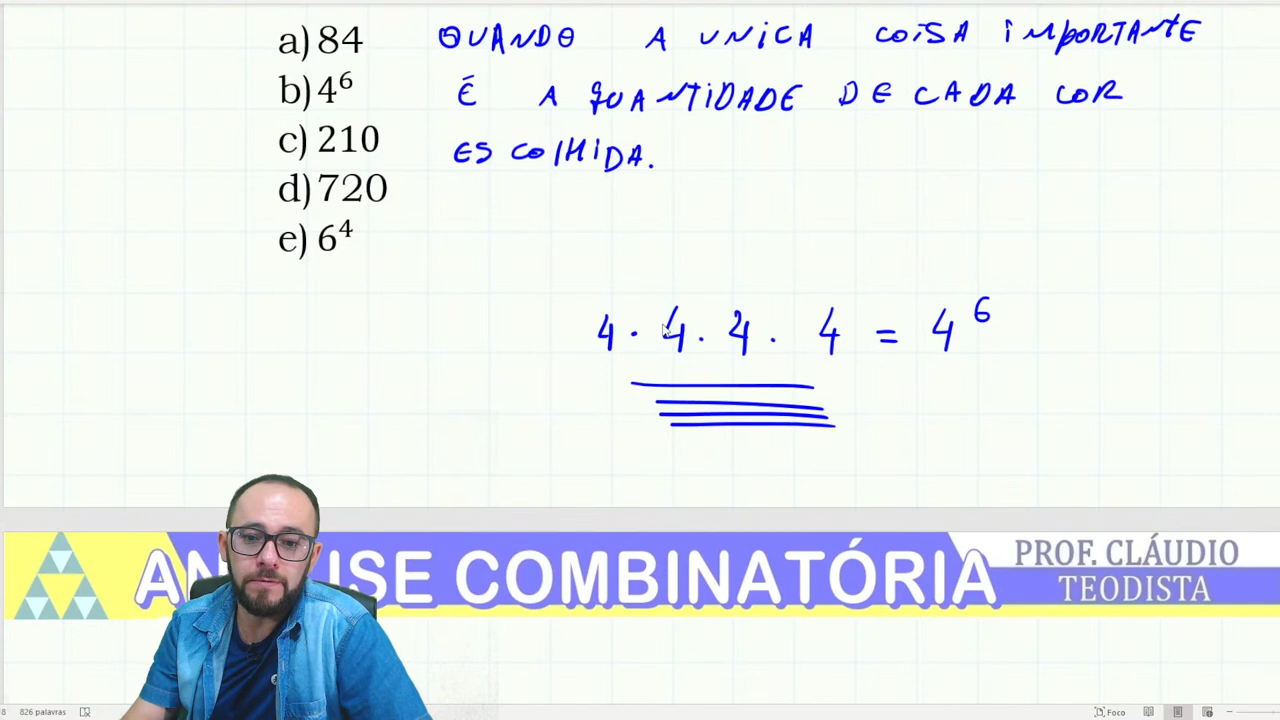 a) 84
b) 4⁶
c) 210
d) 720
e) 6⁴
QUANDO A UNICA COISA IMPORTANTE
É A QUANTIDADE DE CADA COR
ESCOLHIDA.
4 · 4 · 4 · 4 = 4⁶
ANÁLISE COMBINATÓRIA
PROF. CLÁUDIO
TEODISTA
8 826 palavras
Foco